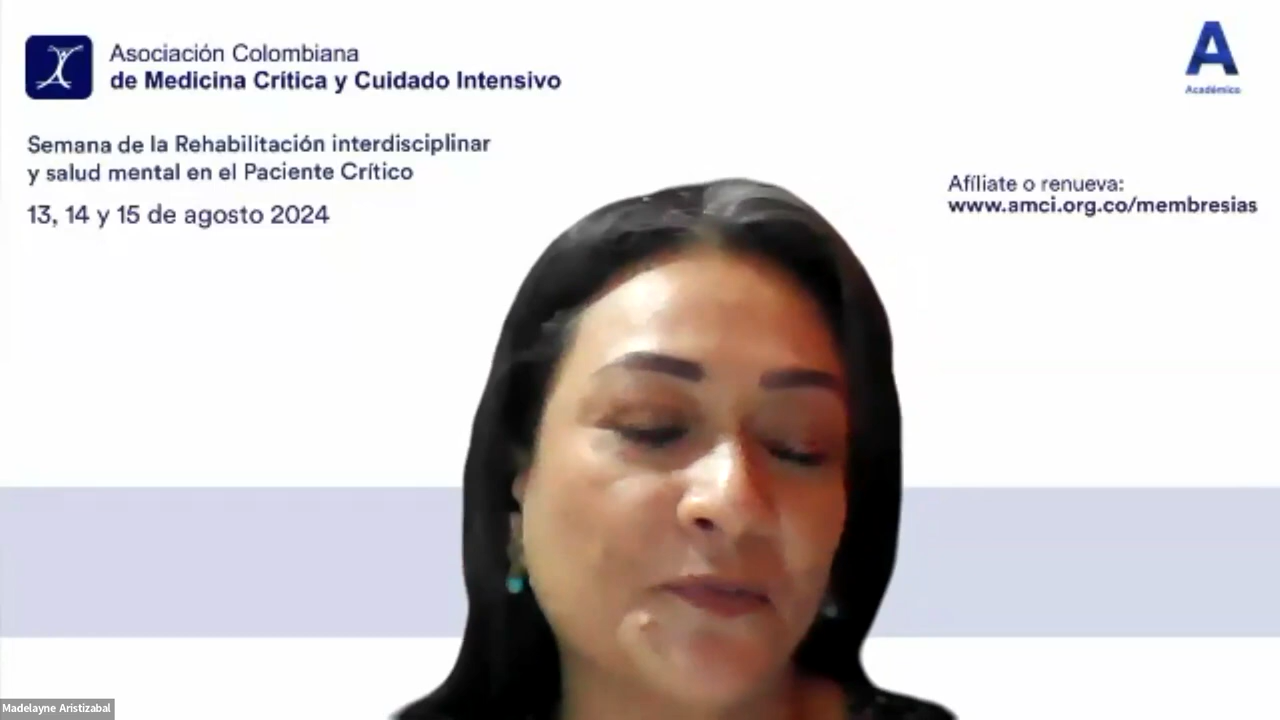 Asociación Colombiana
de Medicina Crítica y Cuidado Intensivo
A
Académico
Semana de la Rehabilitación interdisciplinar
y salud mental en el Paciente Crítico
13, 14 y 15 de agosto 2024
Afíliate o renueva:
www.amci.org.co/membresias
Madelayne Aristizabal